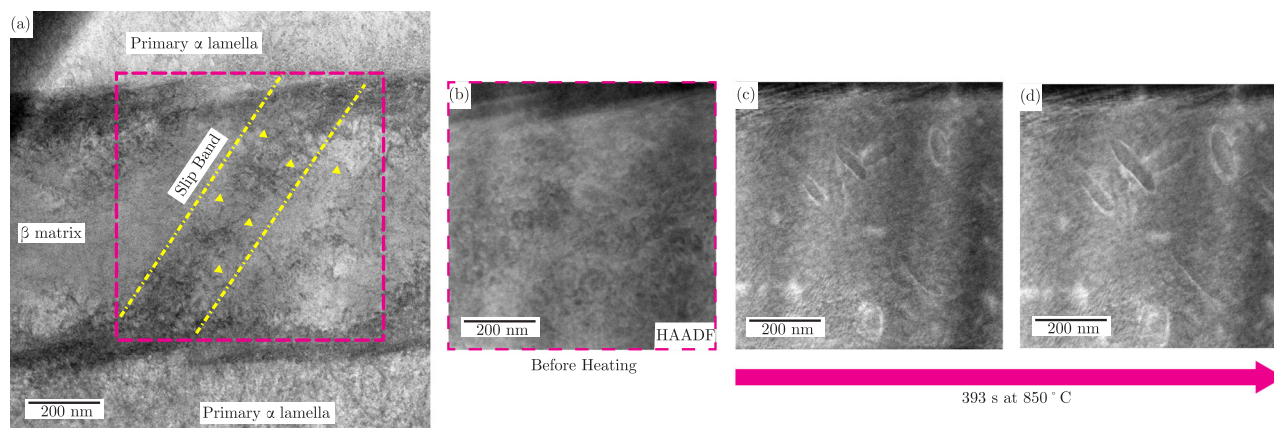 (a)
Primary α lamella
Slip Band
β matrix
200 nm
Primary α lamella
(b)
200 nm
HAADF
Before Heating
(c)
200 nm
(d)
200 nm
393 s at 850 °C